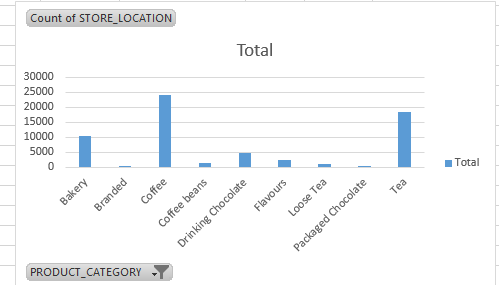 Count of STORE_LOCATION
Total
30000
25000
20000
15000
10000
5000
0
Total
Bakery
Branded
Coffee
Coffee beans
Drinking Chocolate
Flavours
Loose Tea
Packaged Chocolate
Tea
PRODUCT_CATEGORY